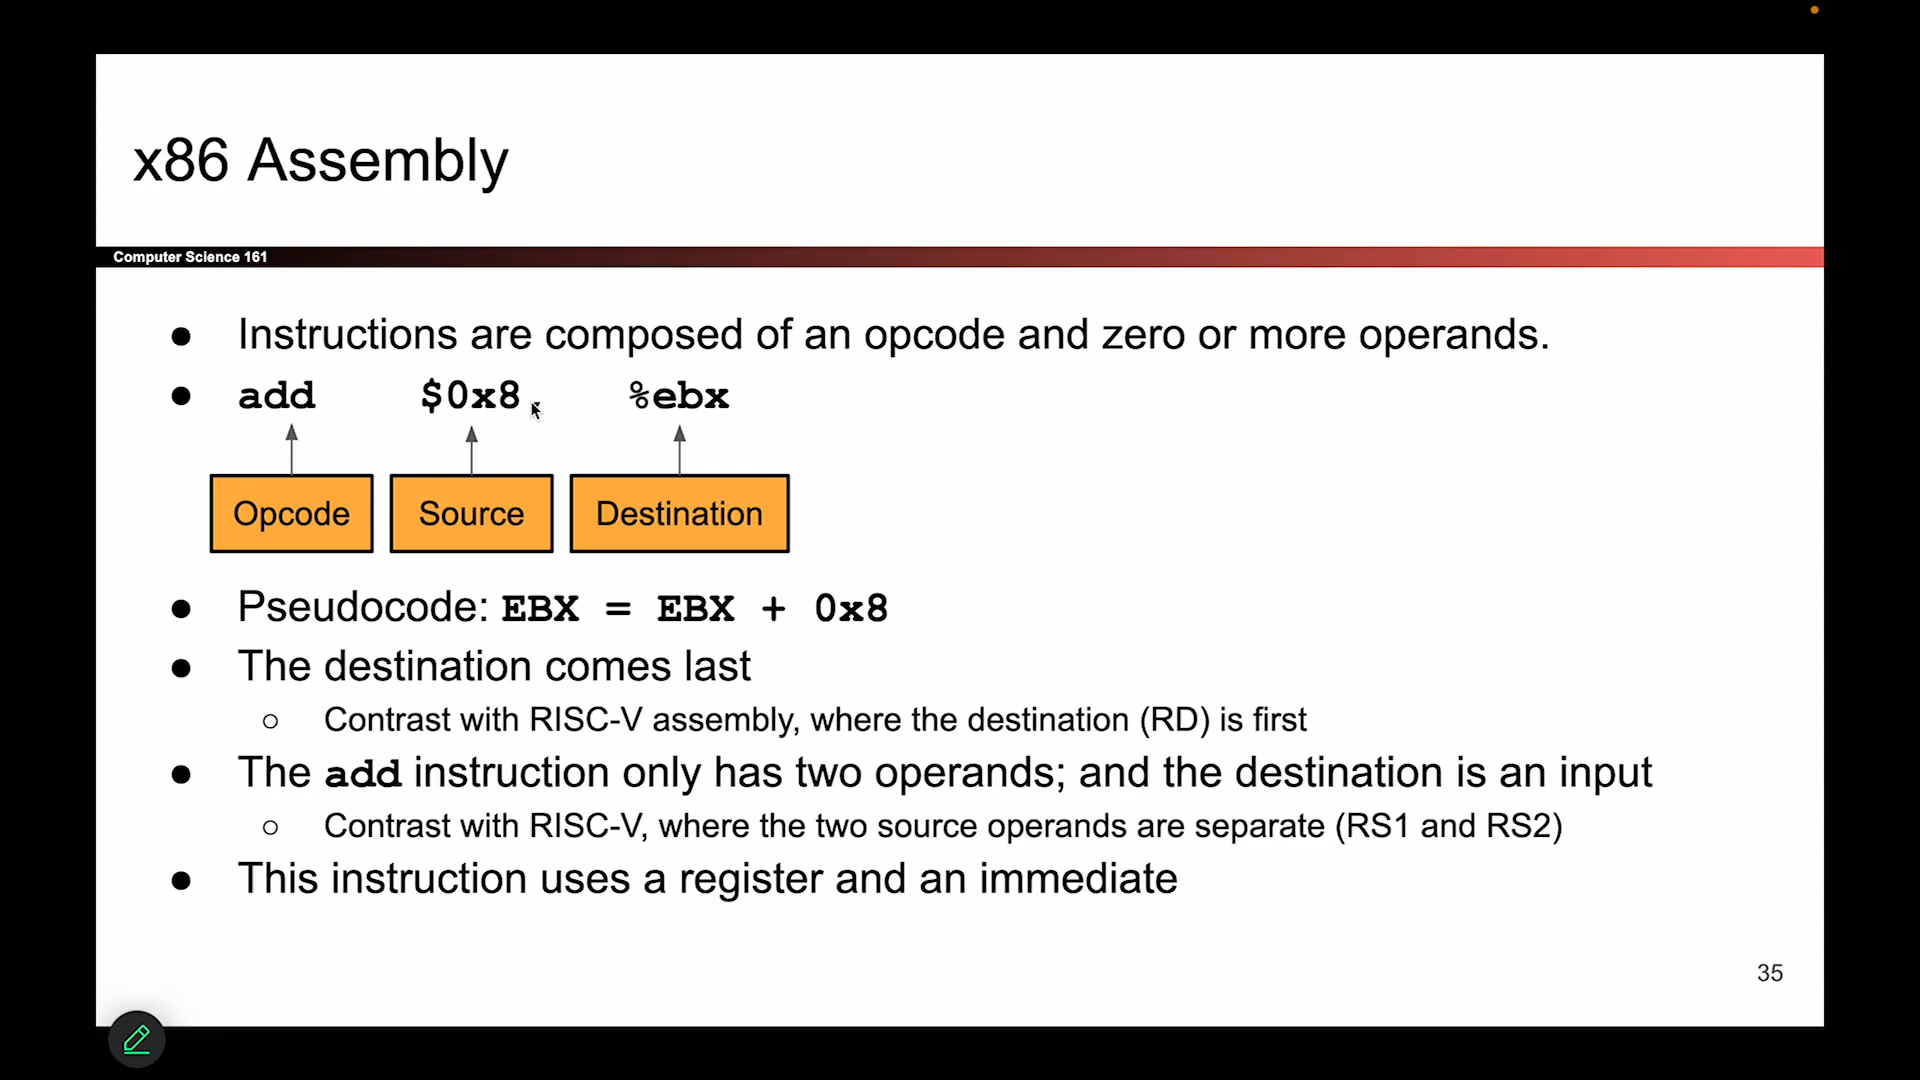 x86 Assembly
Computer Science 161
● Instructions are composed of an opcode and zero or more operands.
● add $0x8, %ebx
Opcode Source Destination
● Pseudocode: EBX = EBX + 0x8
● The destination comes last
○ Contrast with RISC-V assembly, where the destination (RD) is first
● The add instruction only has two operands; and the destination is an input
○ Contrast with RISC-V, where the two source operands are separate (RS1 and RS2)
● This instruction uses a register and an immediate
35